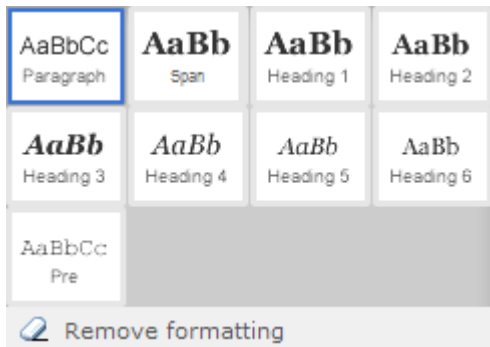 AaBbCc AaBb AaBb AaBb
Paragraph Span Heading 1 Heading 2
AaBb AaBb AaBb AaBb
Heading 3 Heading 4 Heading 5 Heading 6
AaBbCc
Pre
Remove formatting